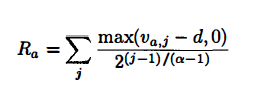 $R_a = \sum_j \frac{\max(v_{a,j} - d, 0)}{2^{(j-1)/(\alpha-1)}}$